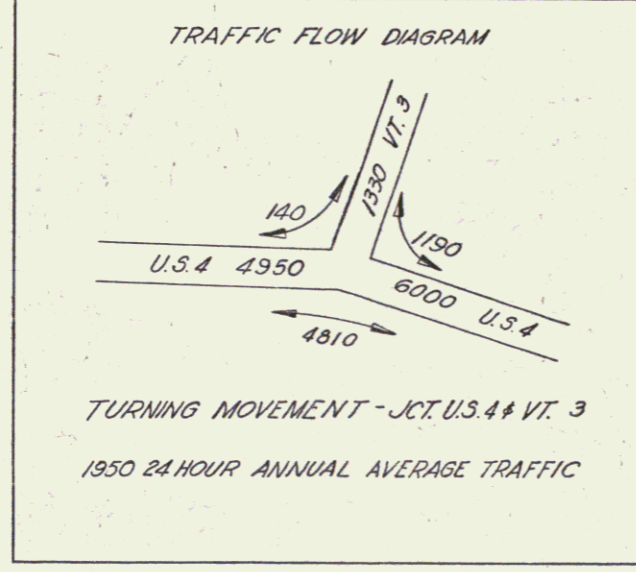 TRAFFIC FLOW DIAGRAM
1330 VT. 3
140
1190
U.S.4 4950
6000 U.S.4
4810
TURNING MOVEMENT - JCT. U.S.4 & VT. 3
1950 24 HOUR ANNUAL AVERAGE TRAFFIC